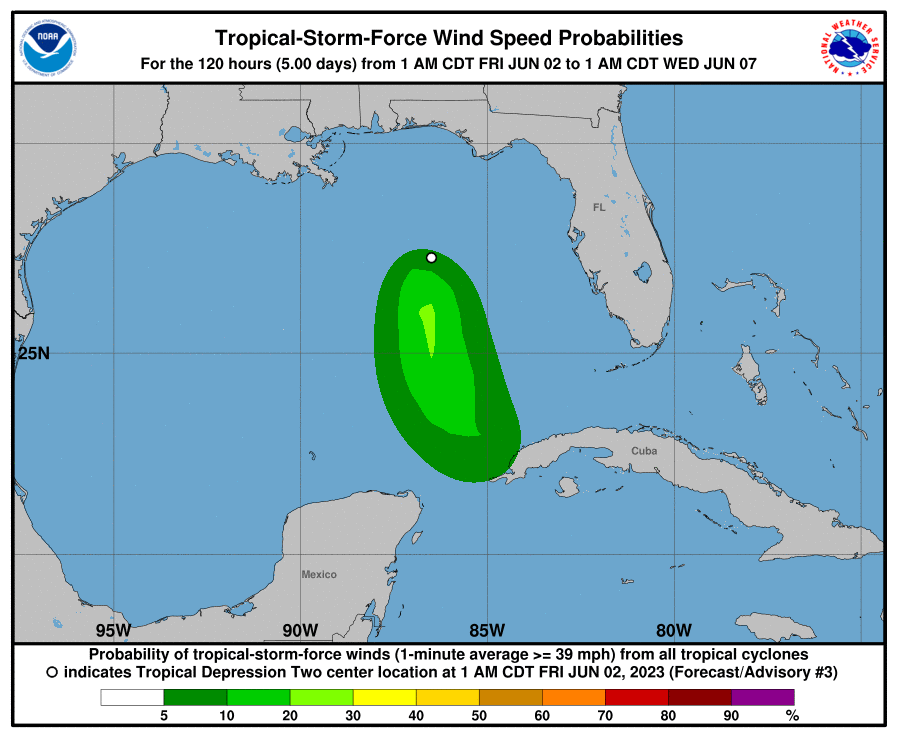 Tropical-Storm-Force Wind Speed Probabilities
For the 120 hours (5.00 days) from 1 AM CDT FRI JUN 02 to 1 AM CDT WED JUN 07
NOAA
NATIONAL WEATHER SERVICE
FL
25N
Cuba
Mexico
95W 90W 85W 80W
Probability of tropical-storm-force winds (1-minute average >= 39 mph) from all tropical cyclones
indicates Tropical Depression Two center location at 1 AM CDT FRI JUN 02, 2023 (Forecast/Advisory #3)
5 10 20 30 40 50 60 70 80 90 %